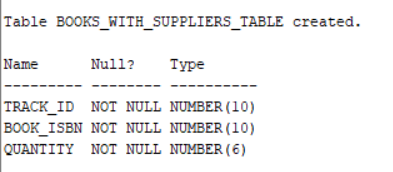 Table BOOKS_WITH_SUPPLIERS_TABLE created.
Name      Null?    Type
--------- -------- ----------
TRACK_ID  NOT NULL NUMBER(10)
BOOK_ISBN NOT NULL NUMBER(10)
QUANTITY  NOT NULL NUMBER(6)